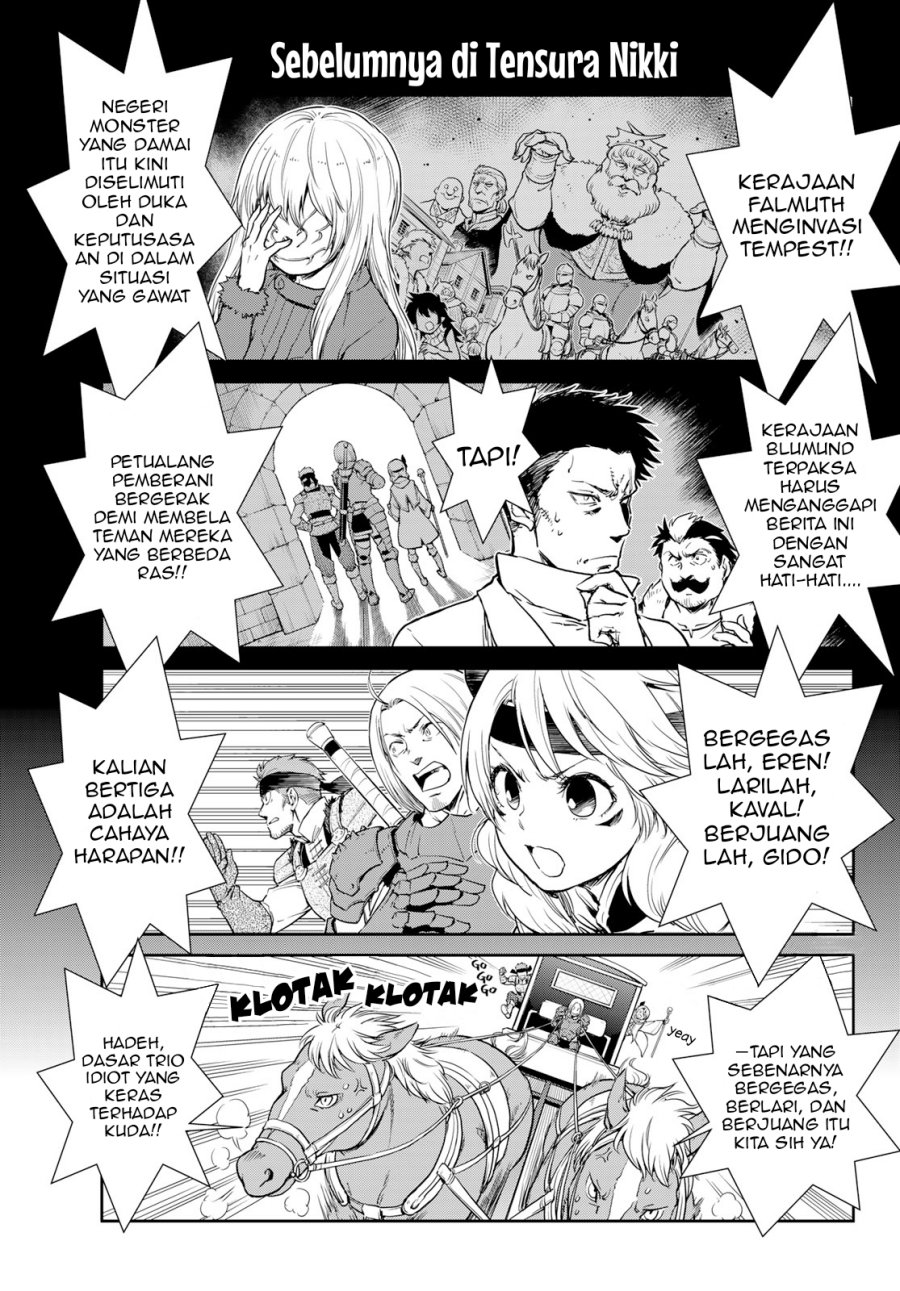 Sebelumnya di Tensura Nikki
KERAJAAN
FALMUTH
MENGINVASI
TEMPEST!!
NEGERI
MONSTER
YANG DAMAI
ITU KINI
DISELIMUTI
OLEH DUKA
DAN
KEPUTUSASA
AN DI DALAM
SITUASI
YANG GAWAT
KERAJAAN
BLUMUND
TERPAKSA
HARUS
MENGANGGAPI
BERITA INI
DENGAN
SANGAT
HATI-HATI....
TAPI!
PETUALANG
PEMBERANI
BERGERAK
DEMI MEMBELA
TEMAN MEREKA
YANG BERBEDA
RAS!!
BERGEGAS
LAH, EREN!
LARILAH,
KAVAL!
BERJUANG
LAH, GIDO!
KALIAN
BERTIGA
ADALAH
CAHAYA
HARAPAN!!
GO
GO
GO
KLOTAK KLOTAK
yeay
—TAPI YANG
SEBENARNYA
BERGEGAS,
BERLARI, DAN
BERJUANG ITU
KITA SIH YA!
HADEH,
DASAR TRIO
IDIOT YANG
KERAS
TERHADAP
KUDA!!